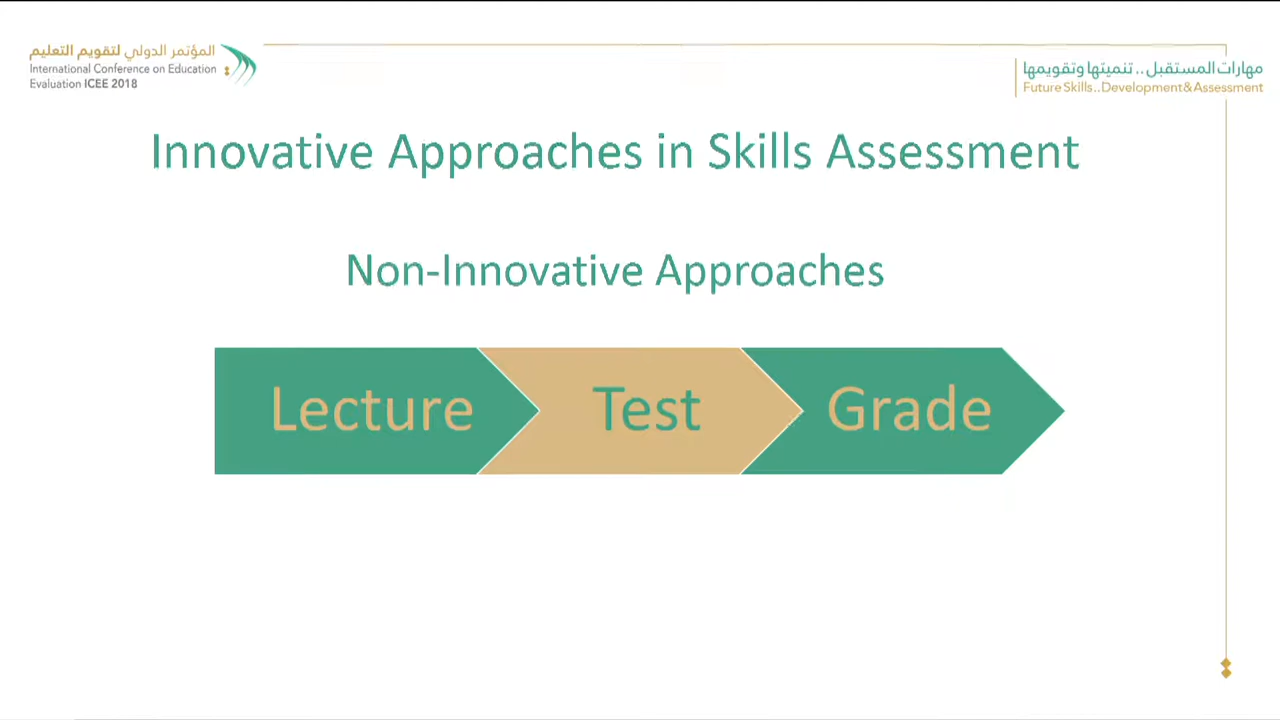 المؤتمر الدولي لتقويم التعليم
International Conference on Education
Evaluation ICEE 2018
مهارات المستقبل .. تنميتها وتقويمها
Future Skills..Development&Assessment
Innovative Approaches in Skills Assessment
Non-Innovative Approaches
Lecture
Test
Grade